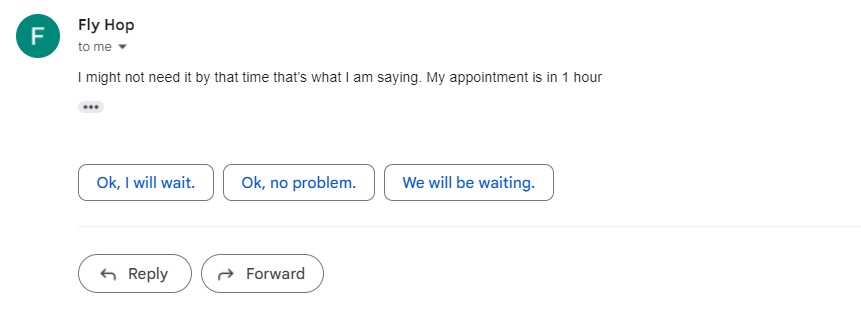 F
Fly Hop
to me
I might not need it by that time that's what I am saying. My appointment is in 1 hour
•••
Ok, I will wait.
Ok, no problem.
We will be waiting.
Reply
Forward